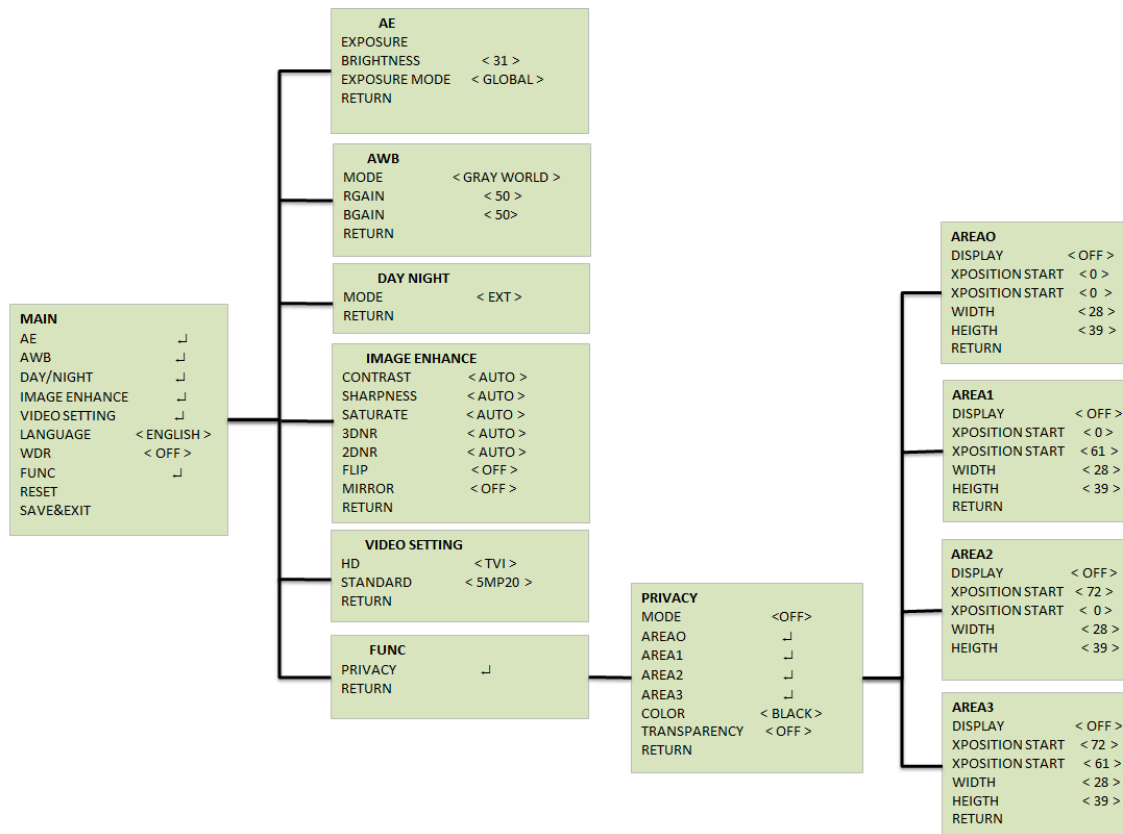 MAIN
AE ↵
AWB ↵
DAY/NIGHT ↵
IMAGE ENHANCE ↵
VIDEO SETTING ↵
LANGUAGE < ENGLISH >
WDR < OFF >
FUNC ↵
RESET
SAVE&EXIT
AE
EXPOSURE
BRIGHTNESS < 31 >
EXPOSURE MODE < GLOBAL >
RETURN
AWB
MODE < GRAY WORLD >
RGAIN < 50 >
BGAIN < 50>
RETURN
DAY NIGHT
MODE < EXT >
RETURN
IMAGE ENHANCE
CONTRAST < AUTO >
SHARPNESS < AUTO >
SATURATE < AUTO >
3DNR < AUTO >
2DNR < AUTO >
FLIP < OFF >
MIRROR < OFF >
RETURN
VIDEO SETTING
HD < TVI >
STANDARD < 5MP20 >
RETURN
FUNC
PRIVACY ↵
RETURN
PRIVACY
MODE <OFF>
AREAO ↵
AREA1 ↵
AREA2 ↵
AREA3 ↵
COLOR < BLACK >
TRANSPARENCY < OFF >
RETURN
AREAO
DISPLAY < OFF >
XPOSITION START < 0 >
XPOSITION START < 0 >
WIDTH < 28 >
HEIGTH < 39 >
RETURN
AREA1
DISPLAY < OFF >
XPOSITION START < 0 >
XPOSITION START < 61 >
WIDTH < 28 >
HEIGTH < 39 >
RETURN
AREA2
DISPLAY < OFF >
XPOSITION START < 72 >
XPOSITION START < 0 >
WIDTH < 28 >
HEIGTH < 39 >
AREA3
DISPLAY < OFF >
XPOSITION START < 72 >
XPOSITION START < 61 >
WIDTH < 28 >
HEIGTH < 39 >
RETURN